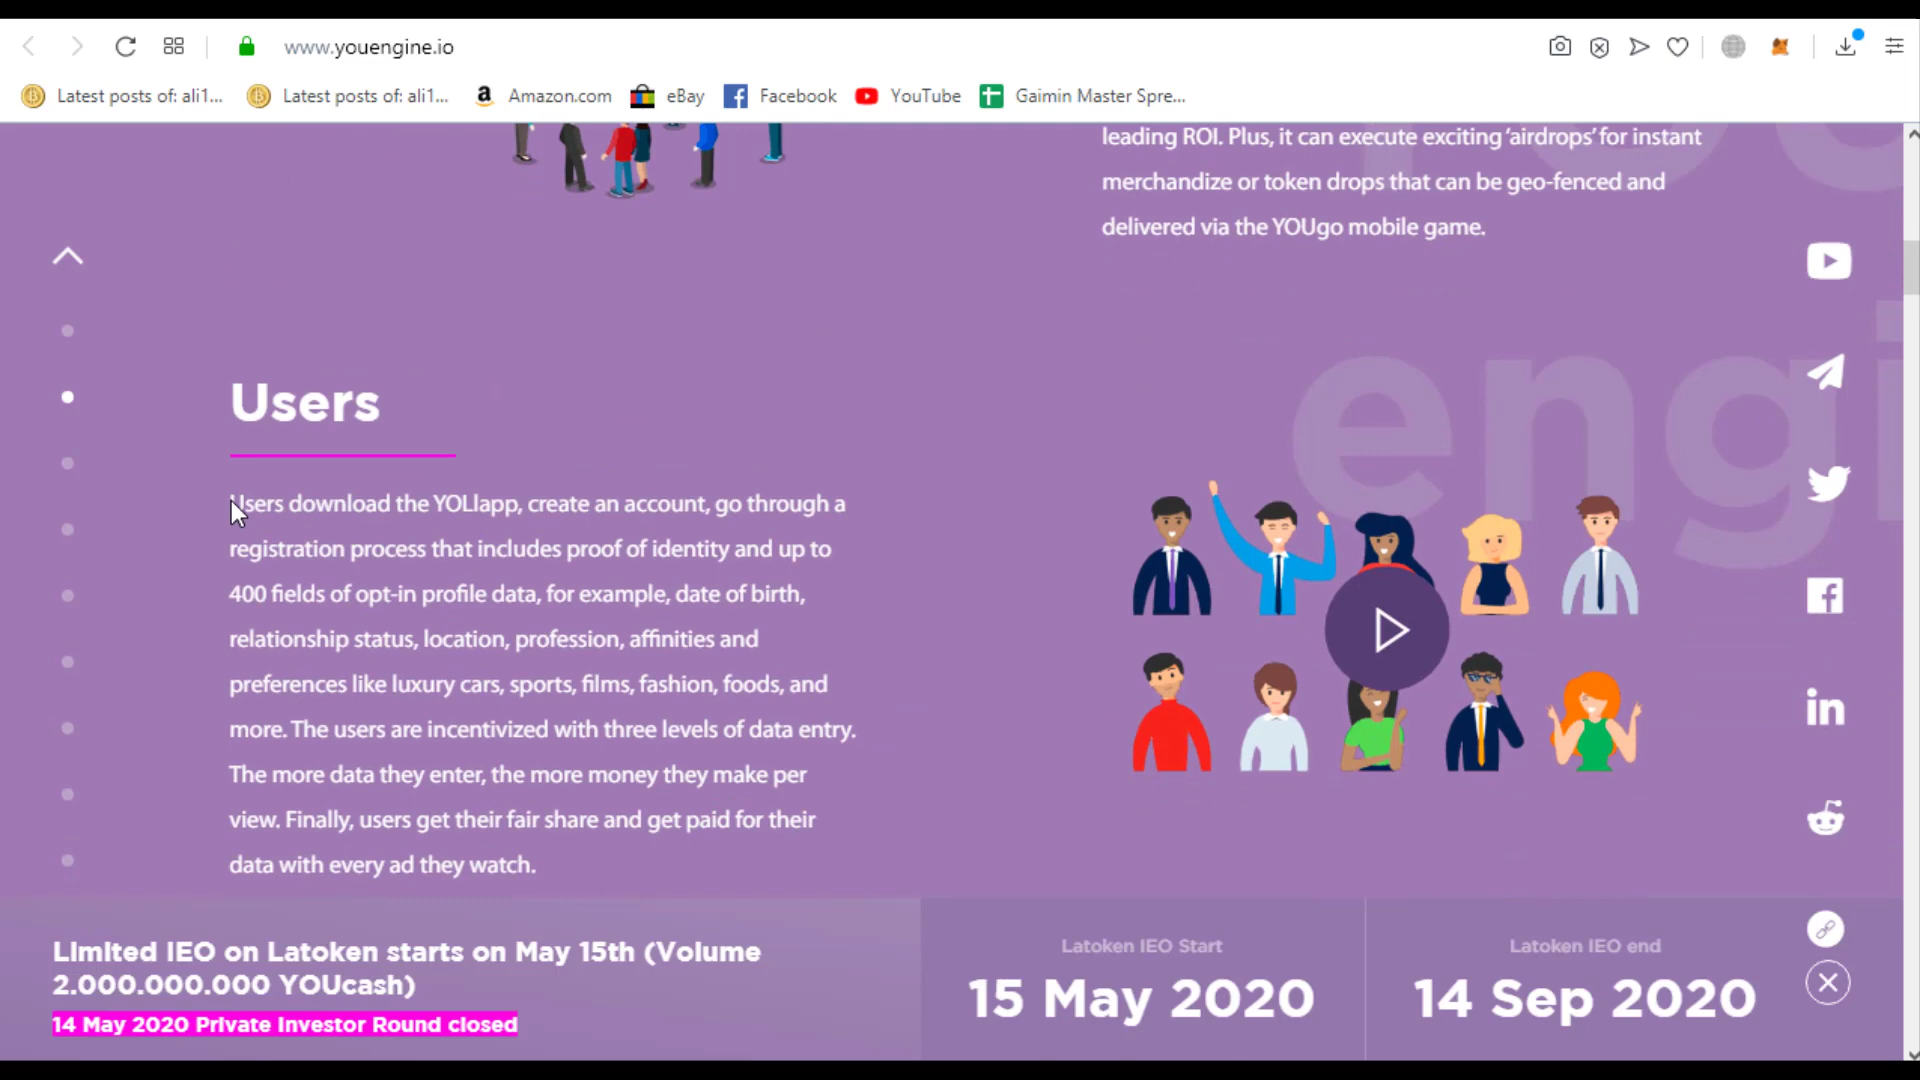 www.youengine.io
Latest posts of: ali1...
Latest posts of: ali1...
Amazon.com
eBay
Facebook
YouTube
Gaimin Master Spre...
leading ROI. Plus, it can execute exciting 'airdrops' for instant
merchandize or token drops that can be geo-fenced and
delivered via the YOUgo mobile game.
Users
Users download the YOUapp, create an account, go through a
registration process that includes proof of identity and up to
400 fields of opt-in profile data, for example, date of birth,
relationship status, location, profession, affinities and
preferences like luxury cars, sports, films, fashion, foods, and
more. The users are incentivized with three levels of data entry.
The more data they enter, the more money they make per
view. Finally, users get their fair share and get paid for their
data with every ad they watch.
engi
Limited IEO on Latoken starts on May 15th (Volume
2.000.000.000 YOUcash)
14 May 2020 Private Investor Round closed
Latoken IEO Start
15 May 2020
Latoken IEO end
14 Sep 2020